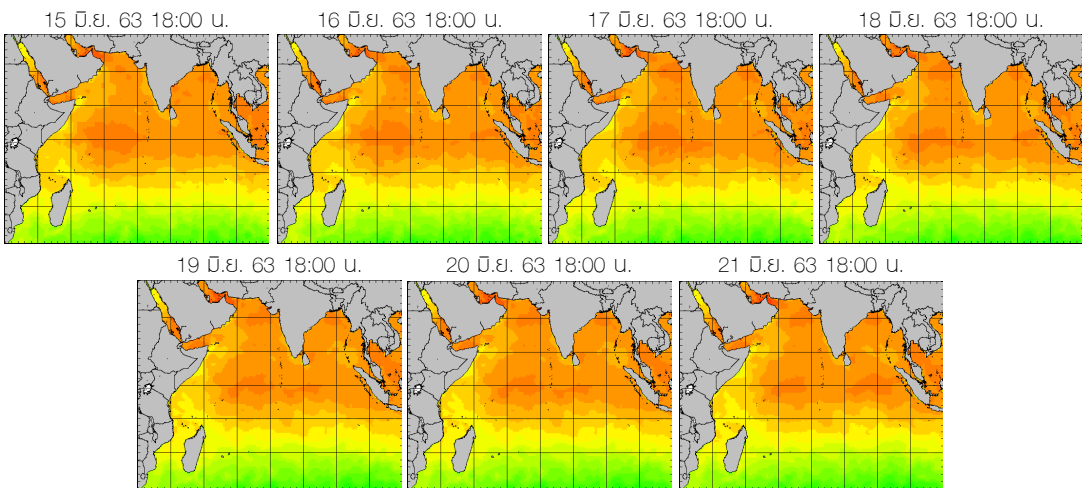 15 มิ.ย. 63 18:00 น.
16 มิ.ย. 63 18:00 น.
17 มิ.ย. 63 18:00 น.
18 มิ.ย. 63 18:00 น.
19 มิ.ย. 63 18:00 น.
20 มิ.ย. 63 18:00 น.
21 มิ.ย. 63 18:00 น.